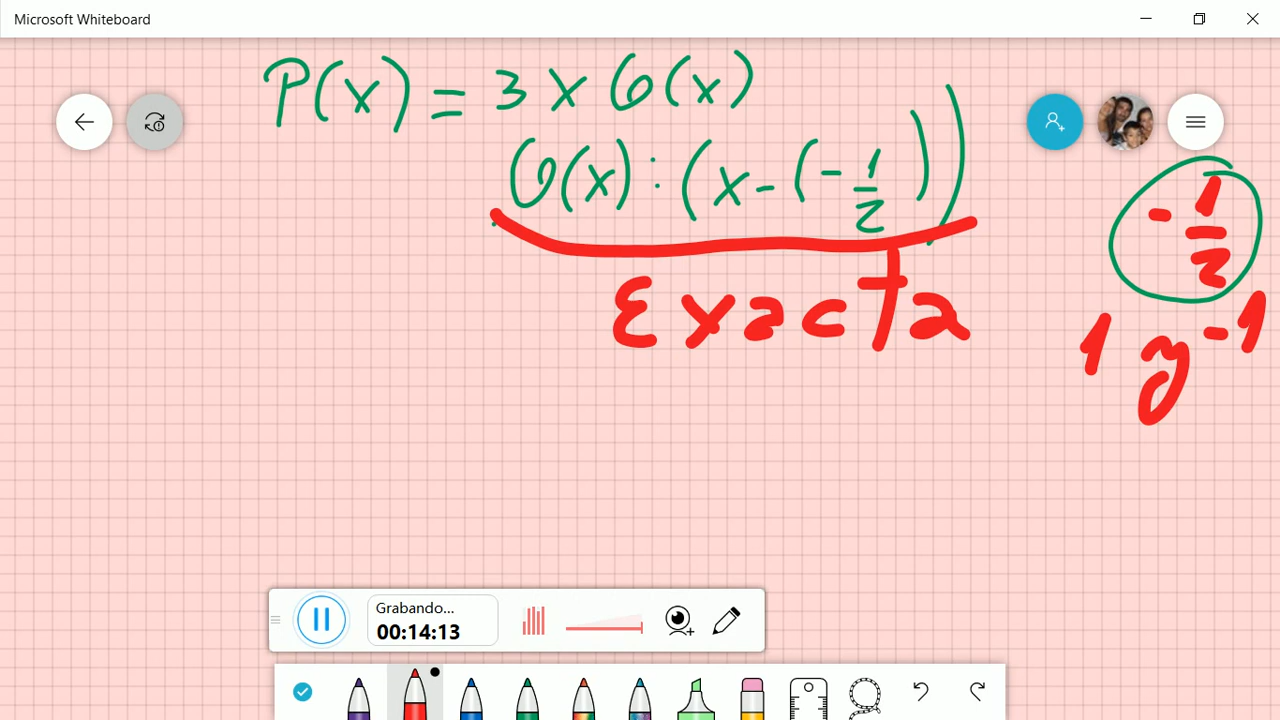 Microsoft Whiteboard
P(x) = 3 x G(x)
G(x) : (x - (- 1/2))
Exacta
- 1/2
1 y -1
Grabando...
00:14:13